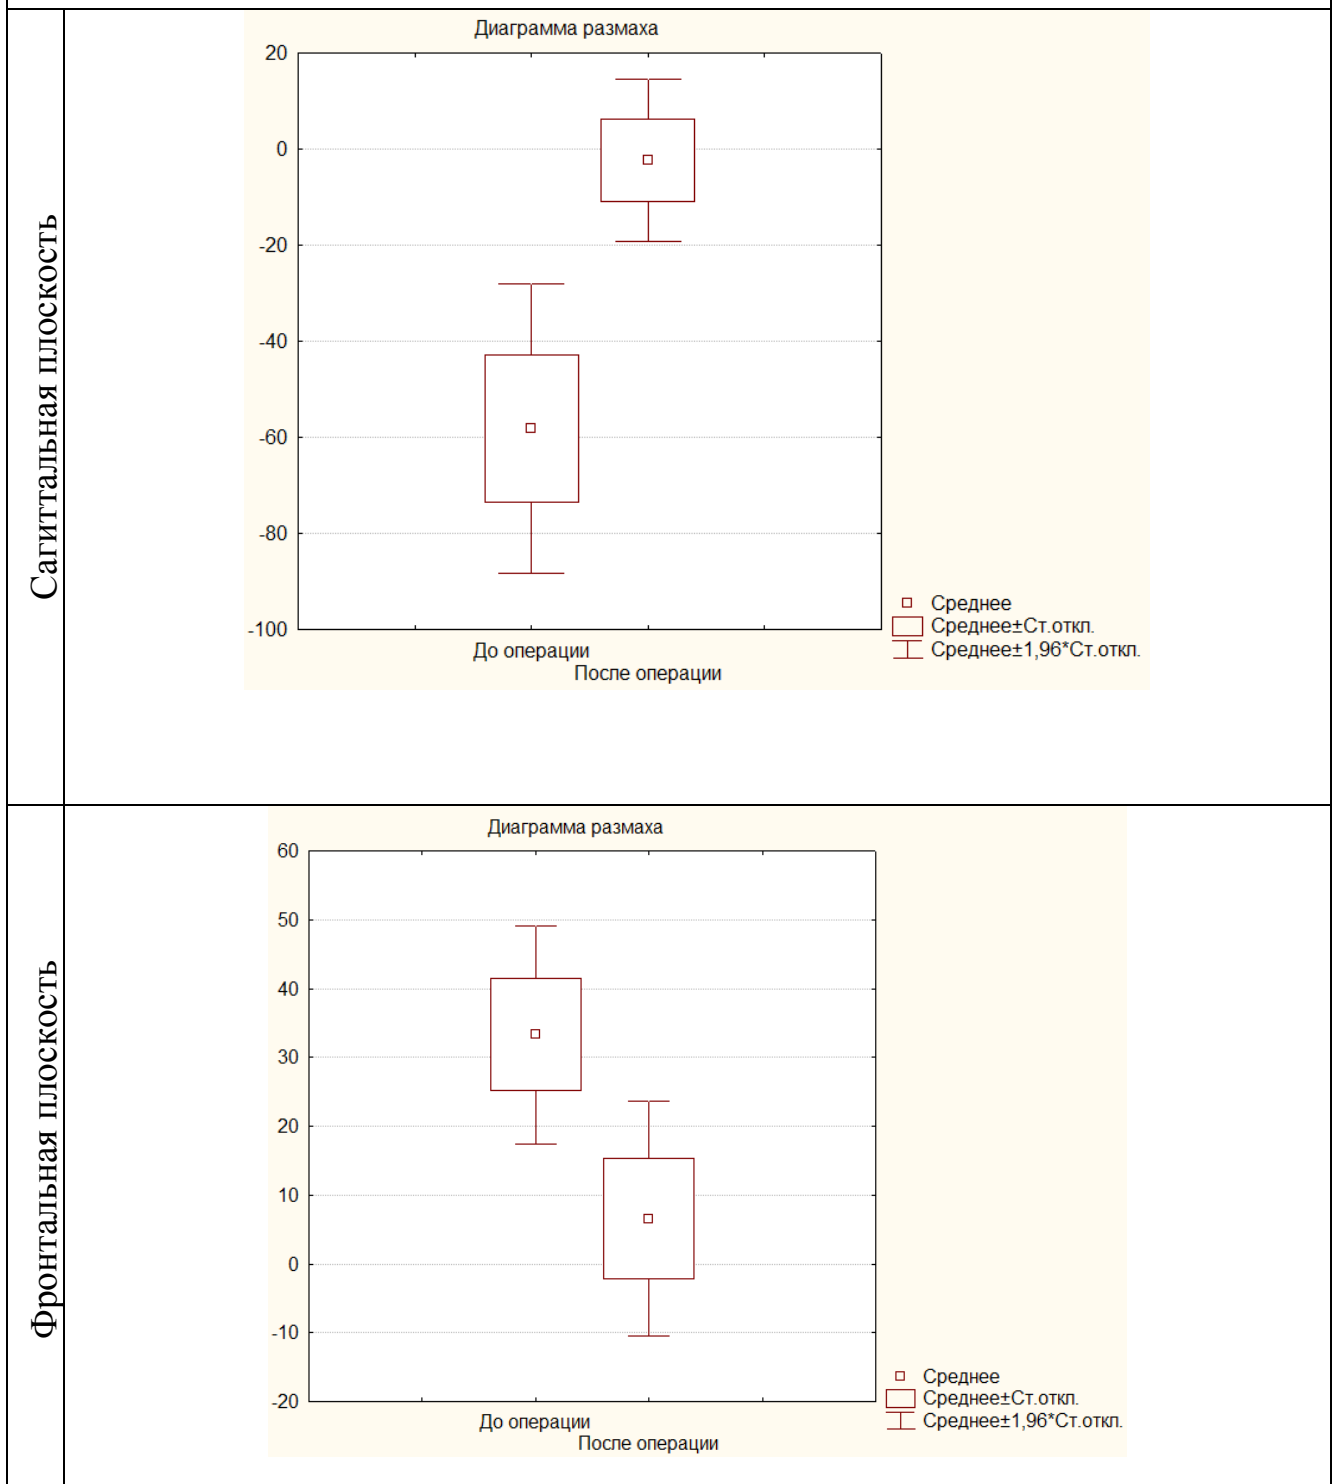 Сагиттальная плоскость
Диаграмма размаха
20
0
-20
-40
-60
-80
-100
До операции
После операции
Среднее
Среднее±Ст.откл.
Среднее±1,96*Ст.откл.
Фронтальная плоскость
Диаграмма размаха
60
50
40
30
20
10
0
-10
-20
До операции
После операции
Среднее
Среднее±Ст.откл.
Среднее±1,96*Ст.откл.